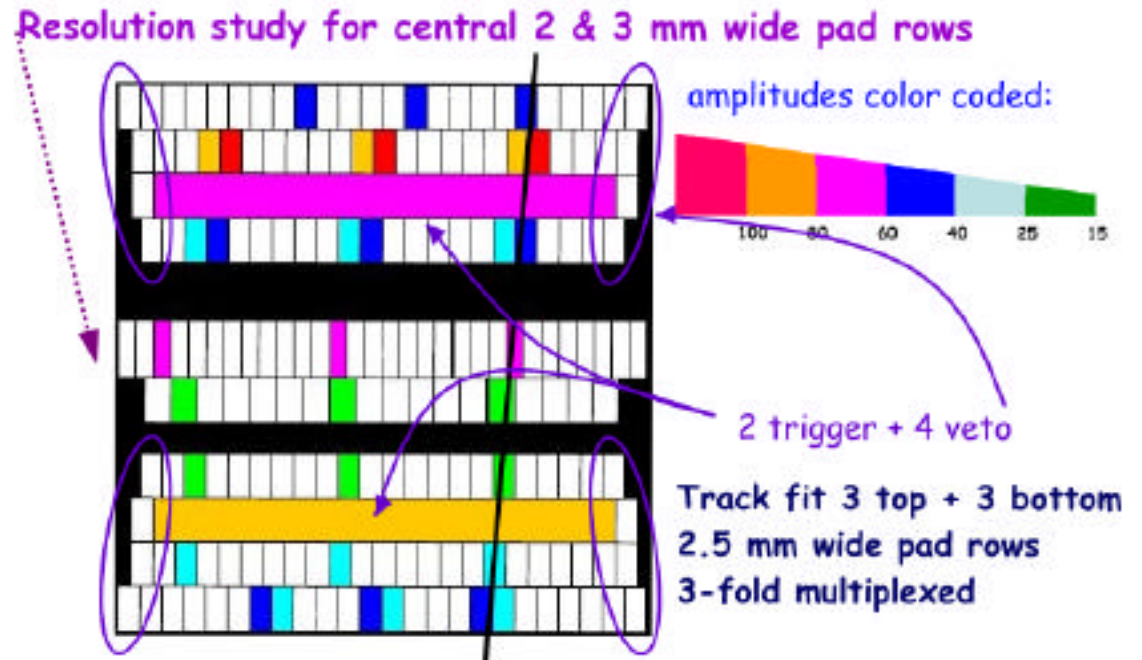 Resolution study for central 2 & 3 mm wide pad rows
amplitudes color coded:
100 80 60 40 25 15
2 trigger + 4 veto
Track fit 3 top + 3 bottom
2.5 mm wide pad rows
3-fold multiplexed